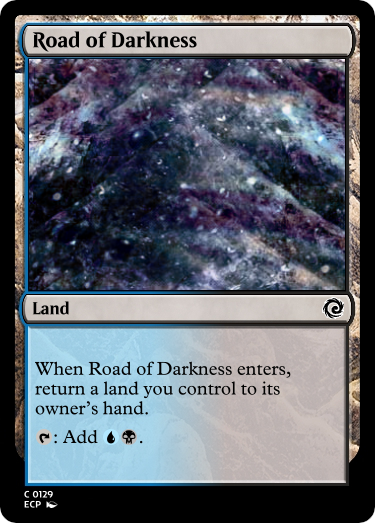 Road of Darkness
Land
When Road of Darkness enters,
return a land you control to its
owner's hand.
: Add .
C 0129
ECP